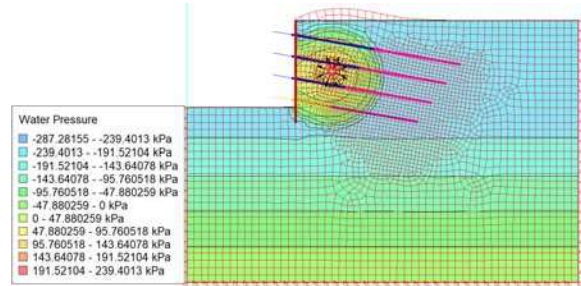 Water Pressure
-287.28155 - -239.4013 kPa
-239.4013 - -191.52104 kPa
-191.52104 - -143.64078 kPa
-143.64078 - -95.760518 kPa
-95.760518 - -47.880259 kPa
-47.880259 - 0 kPa
0 - 47.880259 kPa
47.880259 - 95.760518 kPa
95.760518 - 143.64078 kPa
143.64078 - 191.52104 kPa
191.52104 - 239.4013 kPa